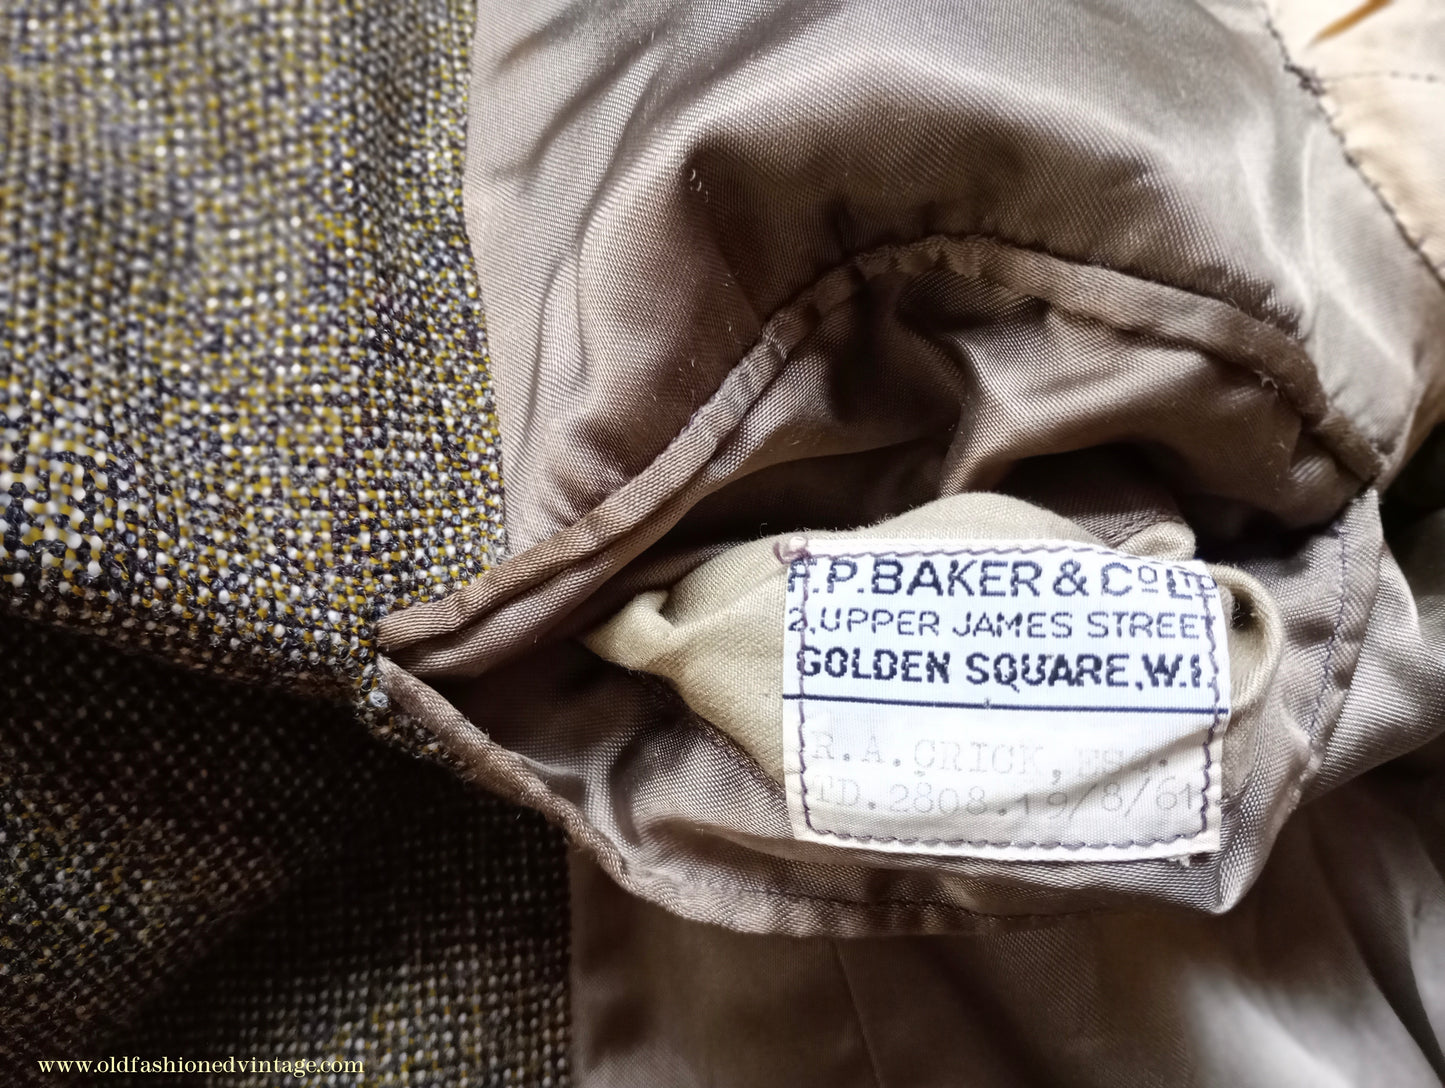 F.P.BAKER & Cº LTD
2, UPPER JAMES STREET
GOLDEN SQUARE, W.1.
R.A.CRICK, ESQ.
TD.2808.19/8/61
www.oldfashionedvintage.com